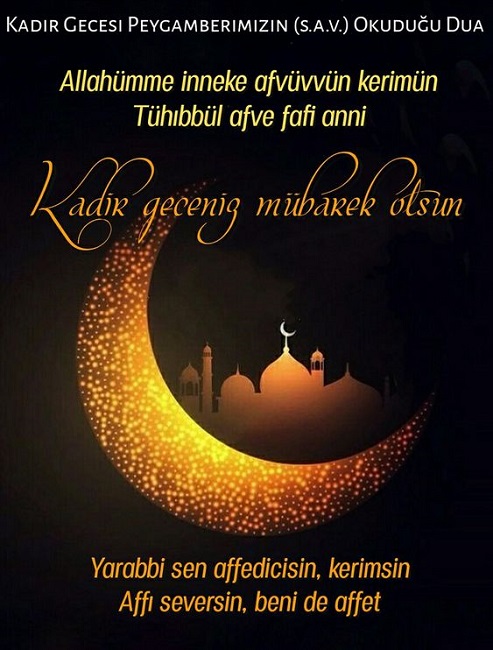 Kadir Gecesi Peygamberimizin (s.a.v.) Okuduğu Dua
Allahümme inneke afvüvvün kerimün
Tühıbbül afve fafi anni
Kadir geceniz mübarek olsun
Yarabbi sen affedicisin, kerimsin
Affı seversin, beni de affet